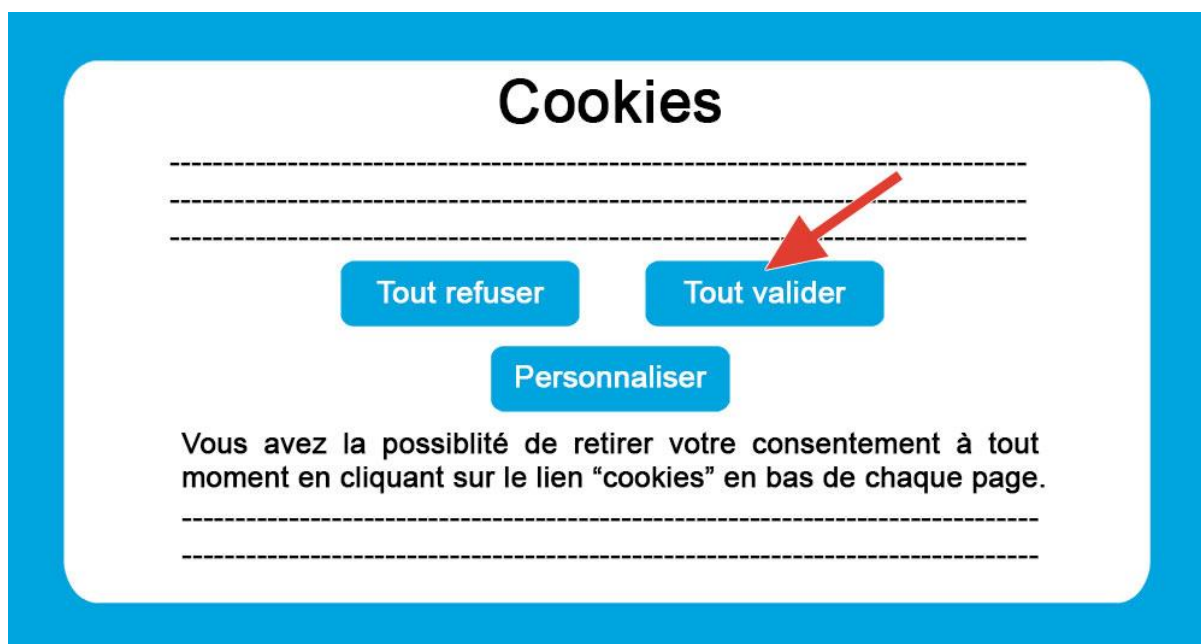 Cookies
Tout refuser
Tout valider
Personnaliser
Vous avez la possiblité de retirer votre consentement à tout
moment en cliquant sur le lien “cookies” en bas de chaque page.